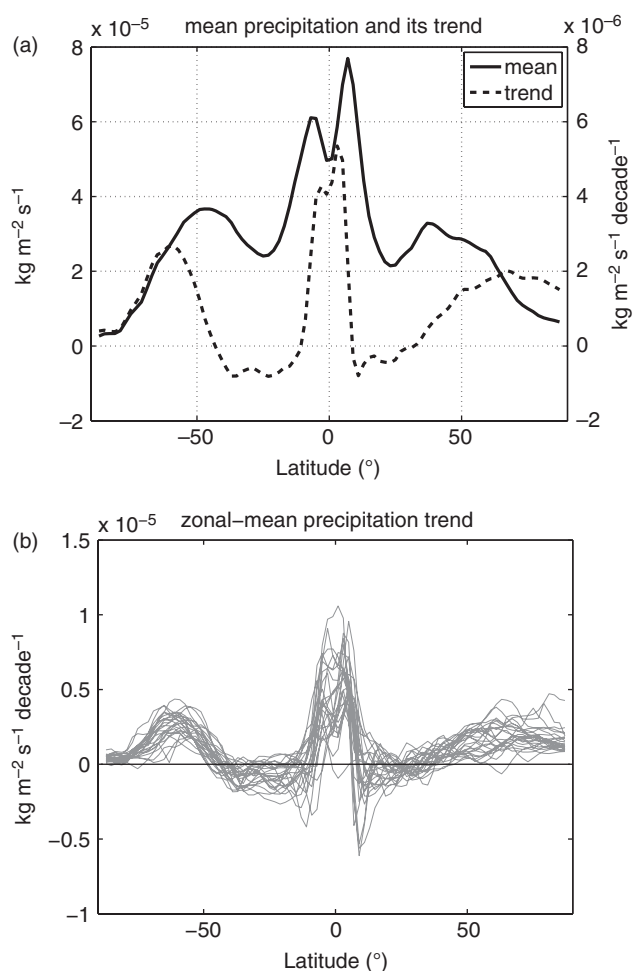 (a)
x 10⁻⁵
mean precipitation and its trend
x 10⁻⁶
8
6
4
2
0
−2
kg m⁻² s⁻¹
mean
trend
8
6
4
2
0
−2
kg m⁻² s⁻¹ decade⁻¹
−50
0
50
Latitude (°)
(b)
x 10⁻⁵
zonal−mean precipitation trend
1.5
1
0.5
0
−0.5
−1
kg m⁻² s⁻¹ decade⁻¹
−50
0
50
Latitude (°)